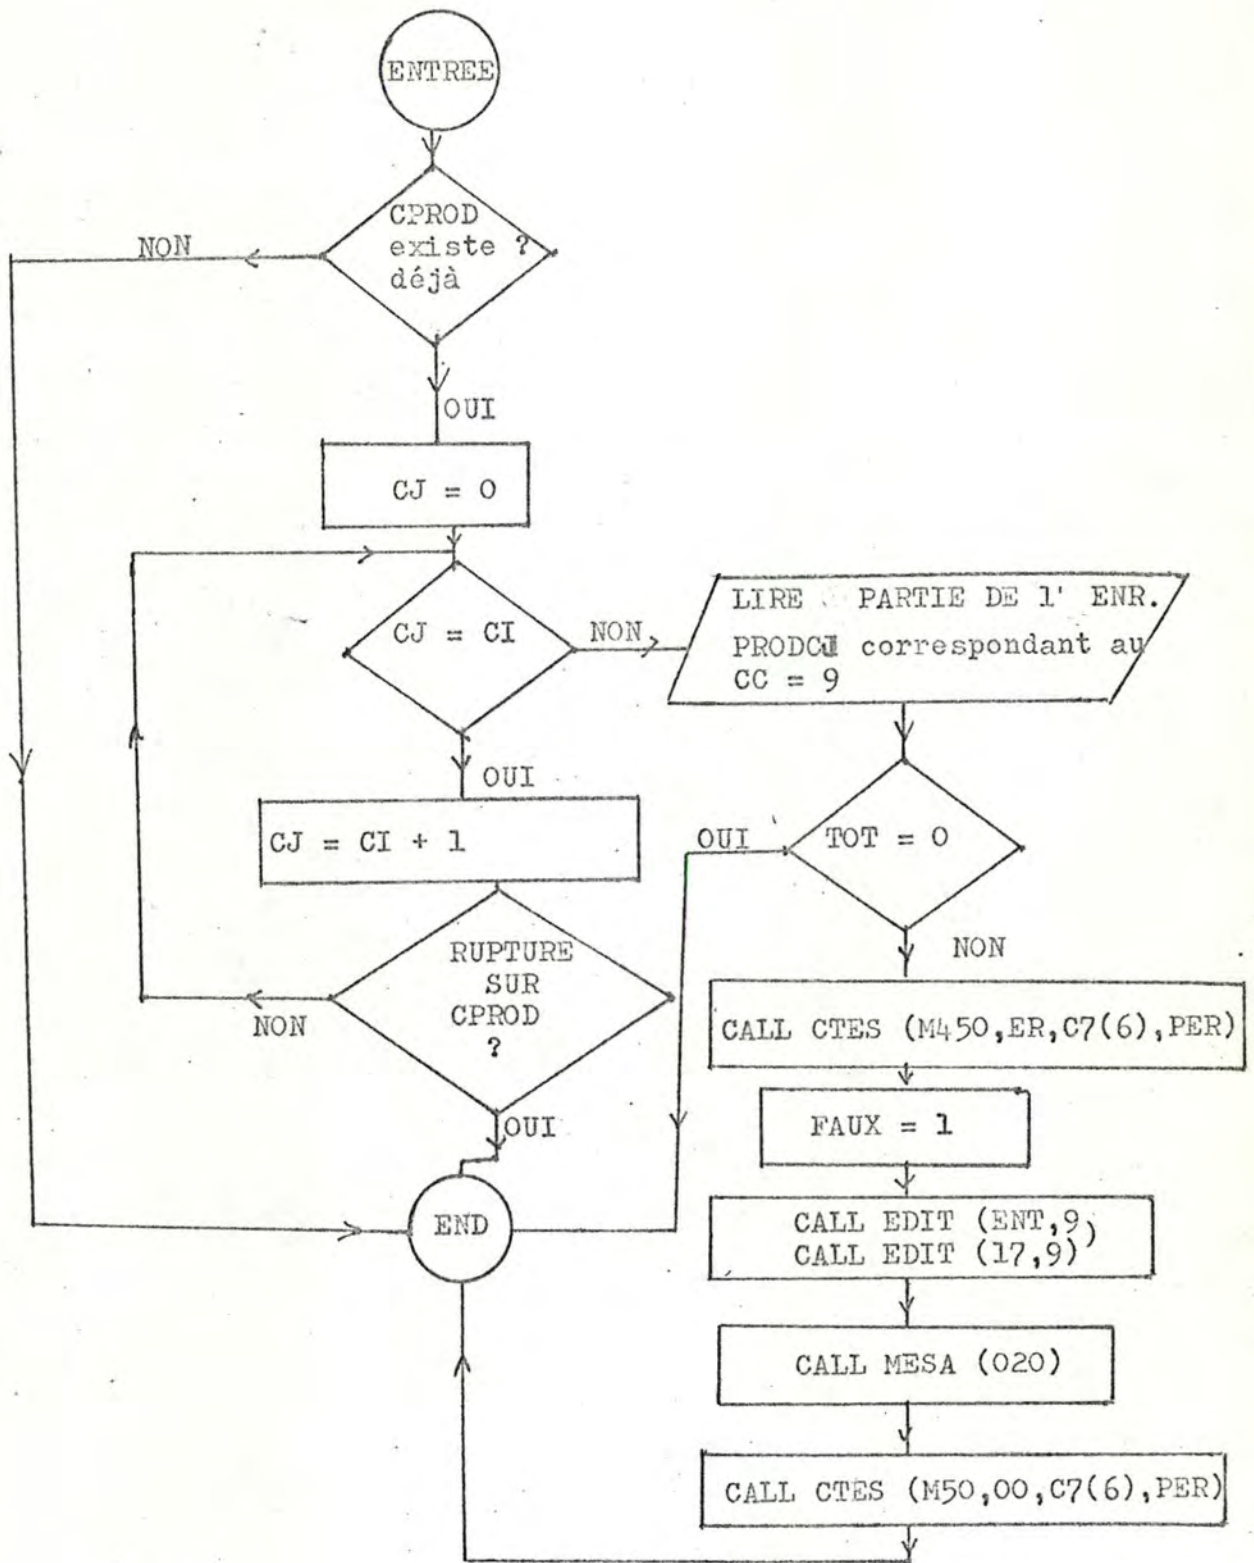 ENTREE
CPROD
existe ?
déjà
NON
OUI
CJ = 0
CJ = CI
NON
LIRE PARTIE DE l' ENR.
PRODCJ correspondant au
CC = 9
OUI
CJ = CI + 1
OUI
TOT = 0
NON
RUPTURE
SUR
CPROD
?
NON
OUI
CALL CTES (M450,ER,C7(6),PER)
FAUX = 1
END
CALL EDIT (ENT,9)
CALL EDIT (17,9)
CALL MESA (020)
CALL CTES (M50,00,C7(6),PER)